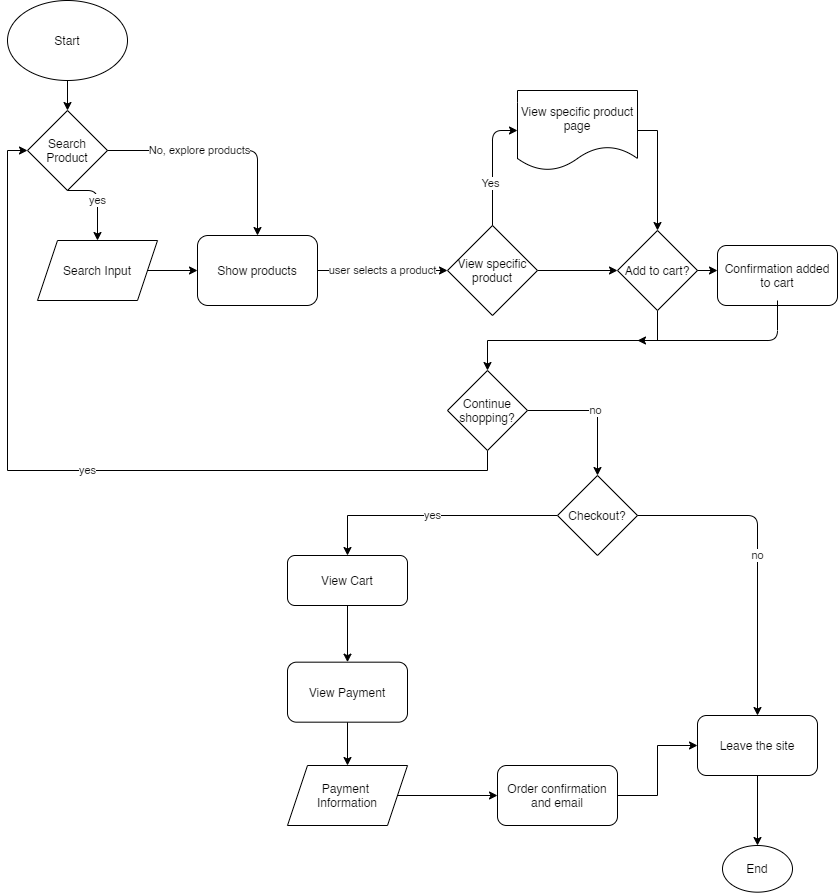 Start
Search
Product
No, explore products
yes
Search Input
Show products
user selects a product
View specific
product
Yes
View specific product
page
Add to cart?
Confirmation added
to cart
Continue
shopping?
no
yes
Checkout?
yes
no
View Cart
View Payment
Payment
Information
Order confirmation
and email
Leave the site
End